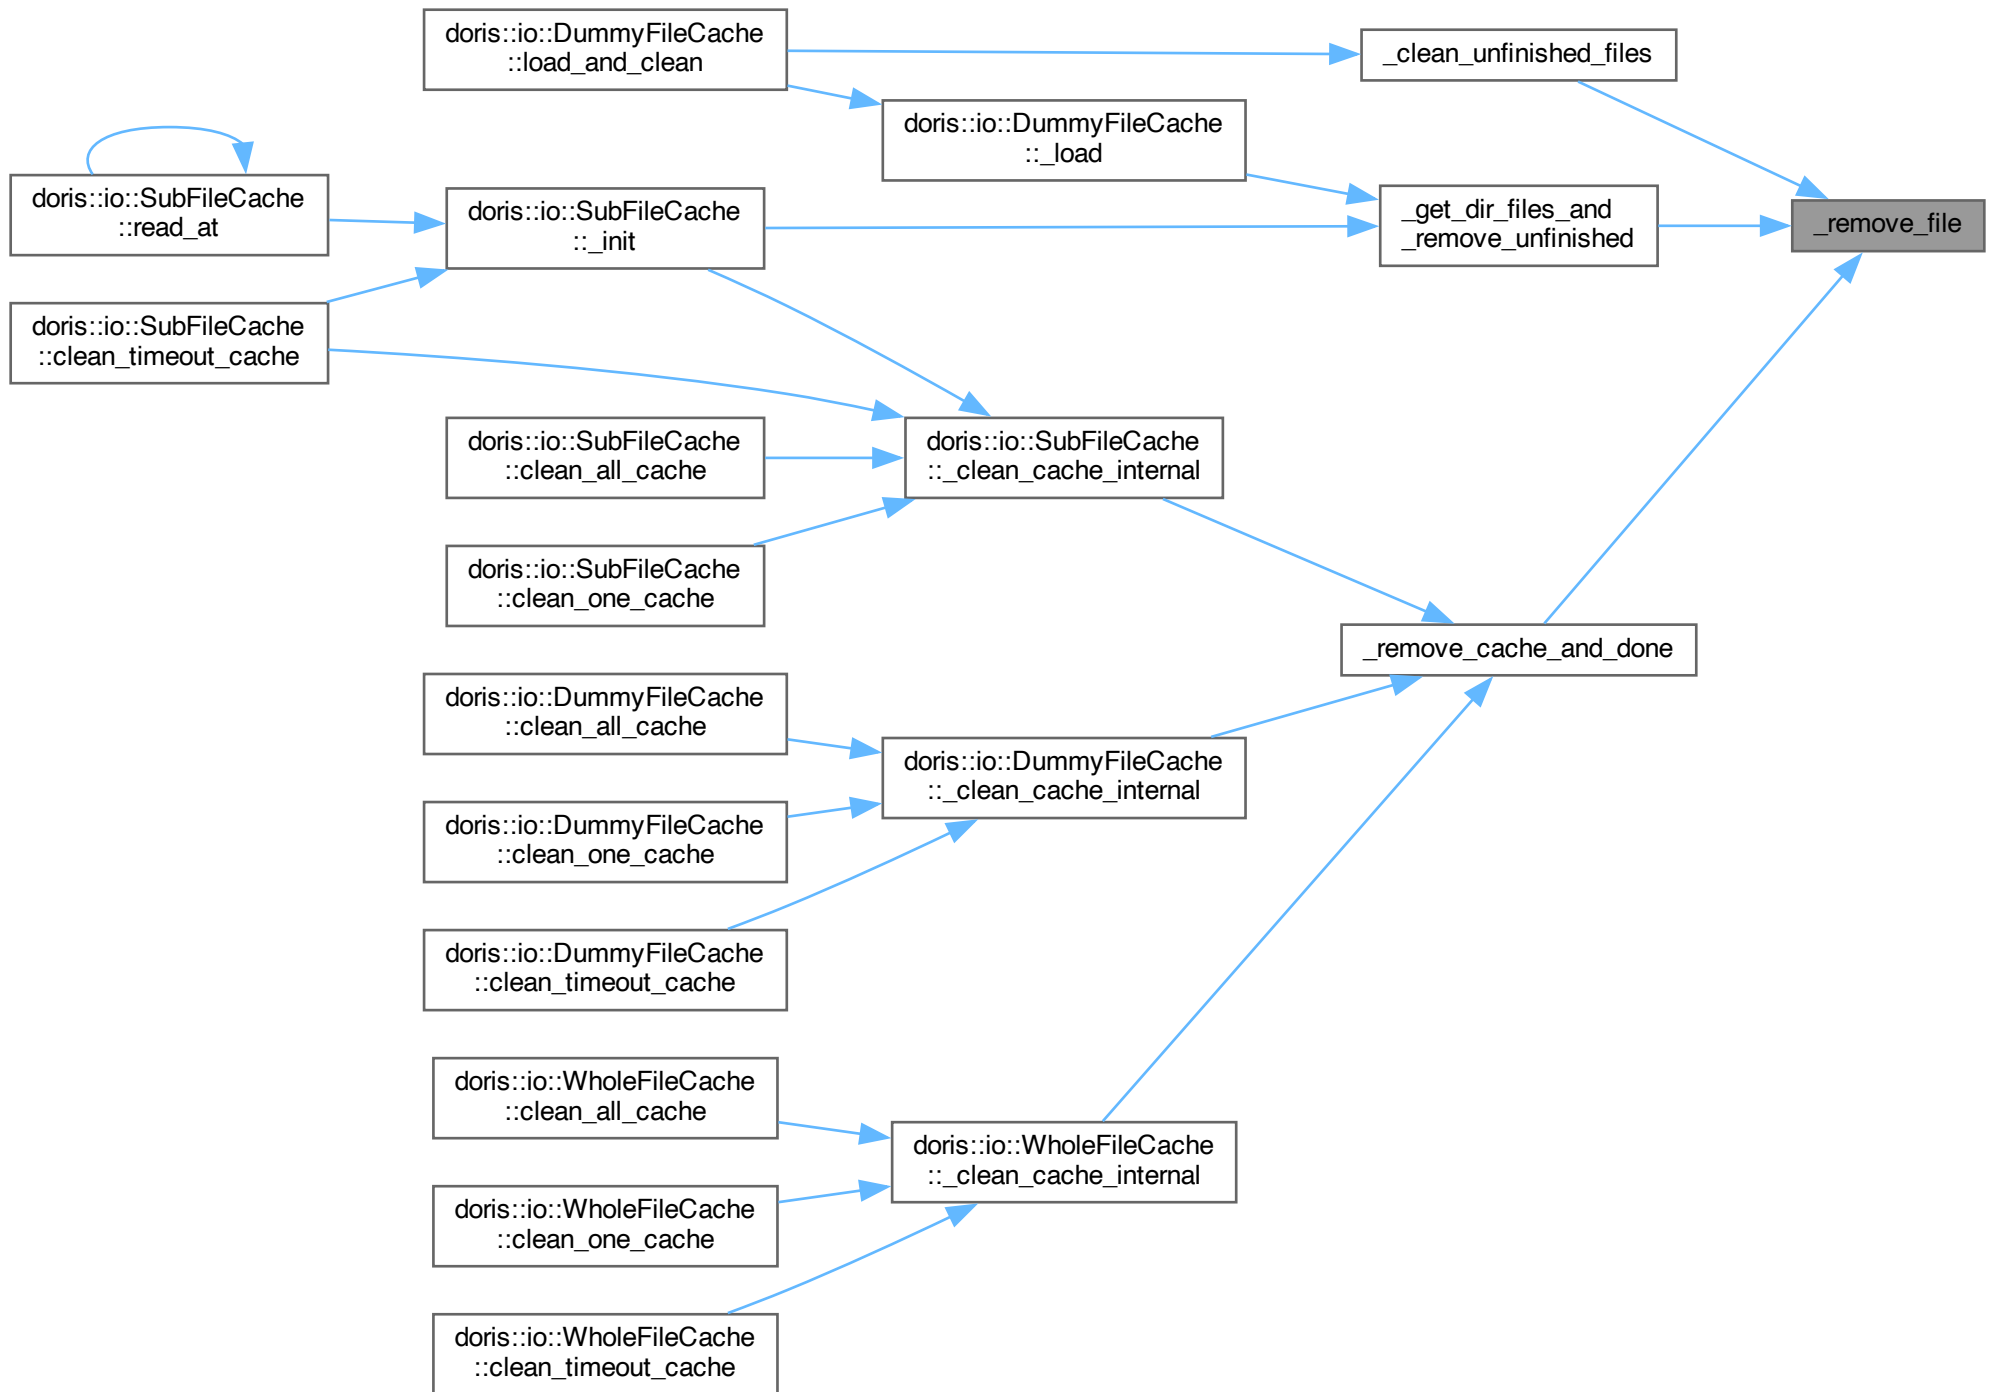 doris::io::DummyFileCache
::load_and_clean
_clean_unfinished_files
doris::io::DummyFileCache
::_load
doris::io::SubFileCache
::read_at
doris::io::SubFileCache
::_init
_get_dir_files_and
_remove_unfinished
_remove_file
doris::io::SubFileCache
::clean_timeout_cache
doris::io::SubFileCache
::clean_all_cache
doris::io::SubFileCache
::_clean_cache_internal
doris::io::SubFileCache
::clean_one_cache
_remove_cache_and_done
doris::io::DummyFileCache
::clean_all_cache
doris::io::DummyFileCache
::_clean_cache_internal
doris::io::DummyFileCache
::clean_one_cache
doris::io::DummyFileCache
::clean_timeout_cache
doris::io::WholeFileCache
::clean_all_cache
doris::io::WholeFileCache
::_clean_cache_internal
doris::io::WholeFileCache
::clean_one_cache
doris::io::WholeFileCache
::clean_timeout_cache